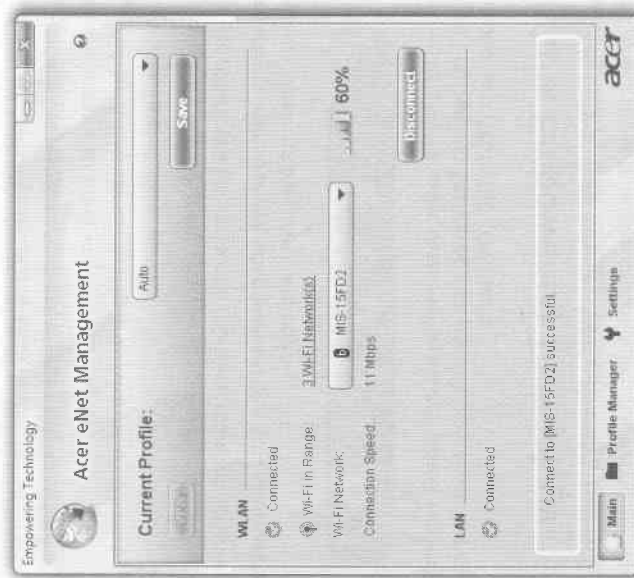 Empowering Technology
Acer eNet Management
Current Profile:
Auto
Save
WLAN
Connected
Wi-Fi in Range
3 Wi-Fi Network(s)
Wi-Fi Network:
MIS-15FD2
60%
Connection Speed:
11 Mbps
Disconnect
LAN
Connected
Connect to [MIS-15FD2] successful
Main
Profile Manager
Settings
acer